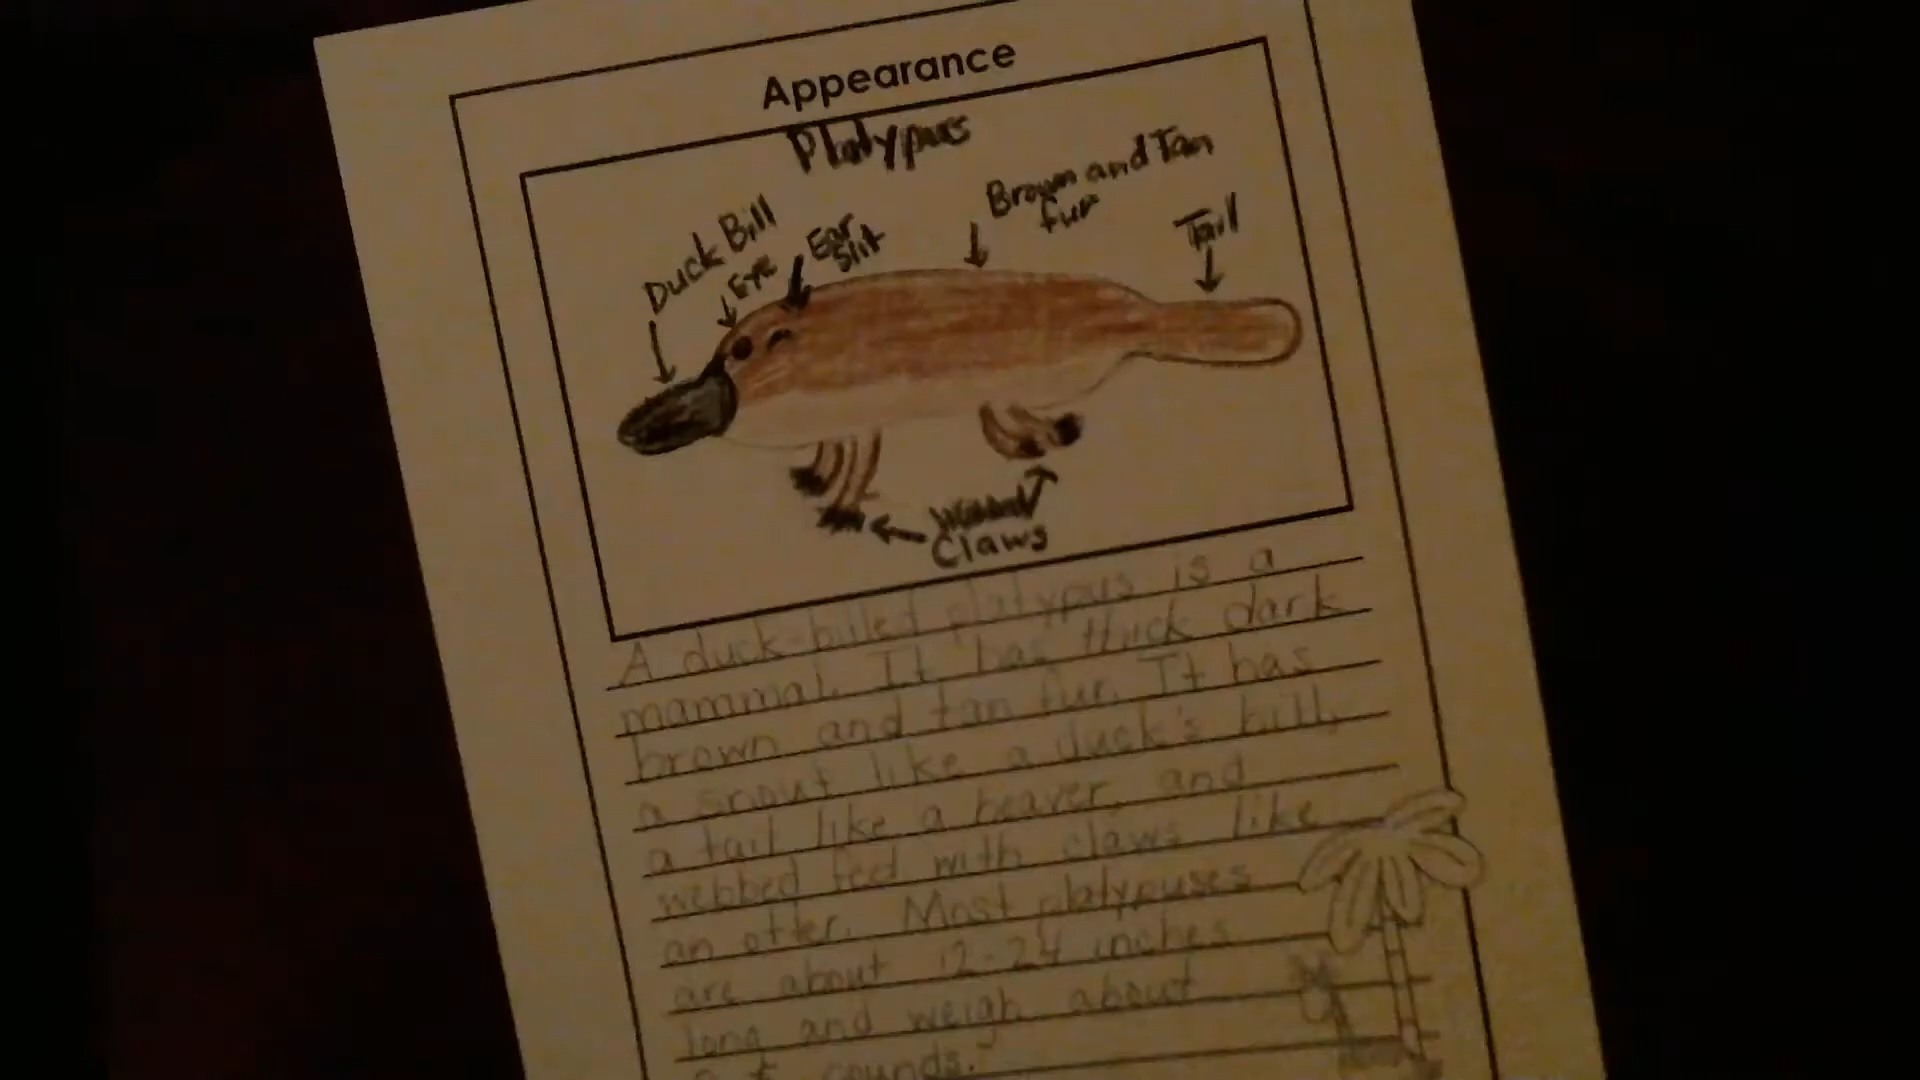 Appearance
Platypus
Duck Bill
Eye
Ear
Slit
Brown and Tan
fur
Tail
Claws
A duck-billed platypus is a
mammal. It has thick dark
brown and tan fur. It has
a snout like a duck's bill,
a tail like a beaver, and
webbed feet with claws like
an otter. Most platypuses
are about 12-24 inches
long and weigh about
pounds.